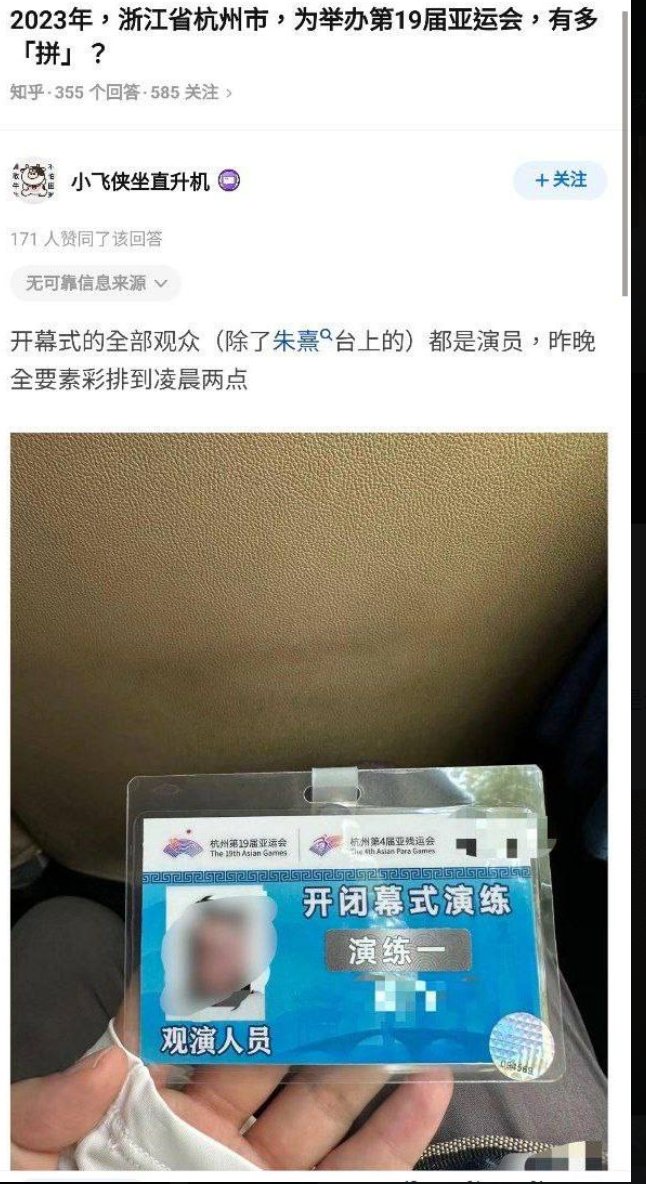 2023年，浙江省杭州市，为举办第19届亚运会，有多
「拼」？
知乎·355 个回答·585 关注 >
小飞侠坐直升机
+关注
171 人赞同了该回答
无可靠信息来源
开幕式的全部观众（除了朱熹台上的）都是演员，昨晚
全要素彩排到凌晨两点
杭州第19届亚运会
The 19th Asian Games
杭州第4届亚残运会
The 4th Asian Para Games
开闭幕式演练
演练一
观演人员